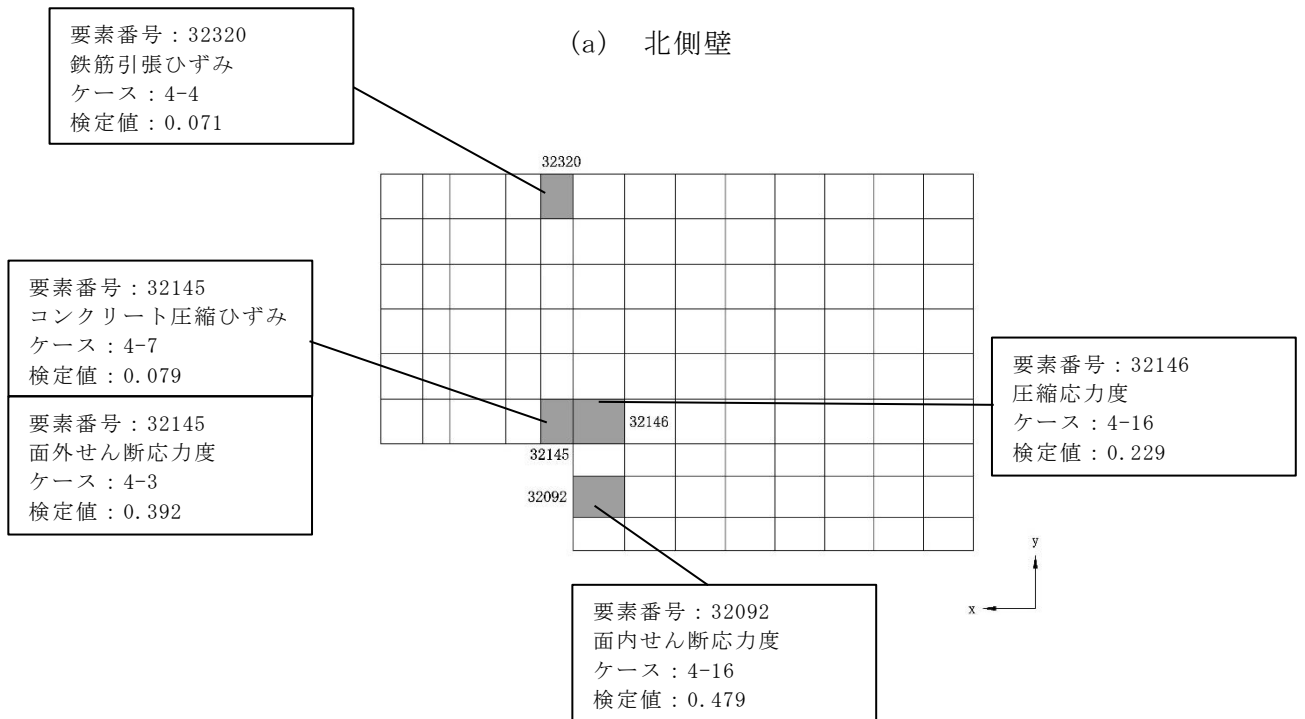 要素番号：32320
鉄筋引張ひずみ
ケース：4-4
検定値：0.071
(a) 北側壁
32320
要素番号：32145
コンクリート圧縮ひずみ
ケース：4-7
検定値：0.079
要素番号：32145
面外せん断応力度
ケース：4-3
検定値：0.392
要素番号：32146
圧縮応力度
ケース：4-16
検定値：0.229
32146
32145
32092
要素番号：32092
面内せん断応力度
ケース：4-16
検定値：0.479
y
x